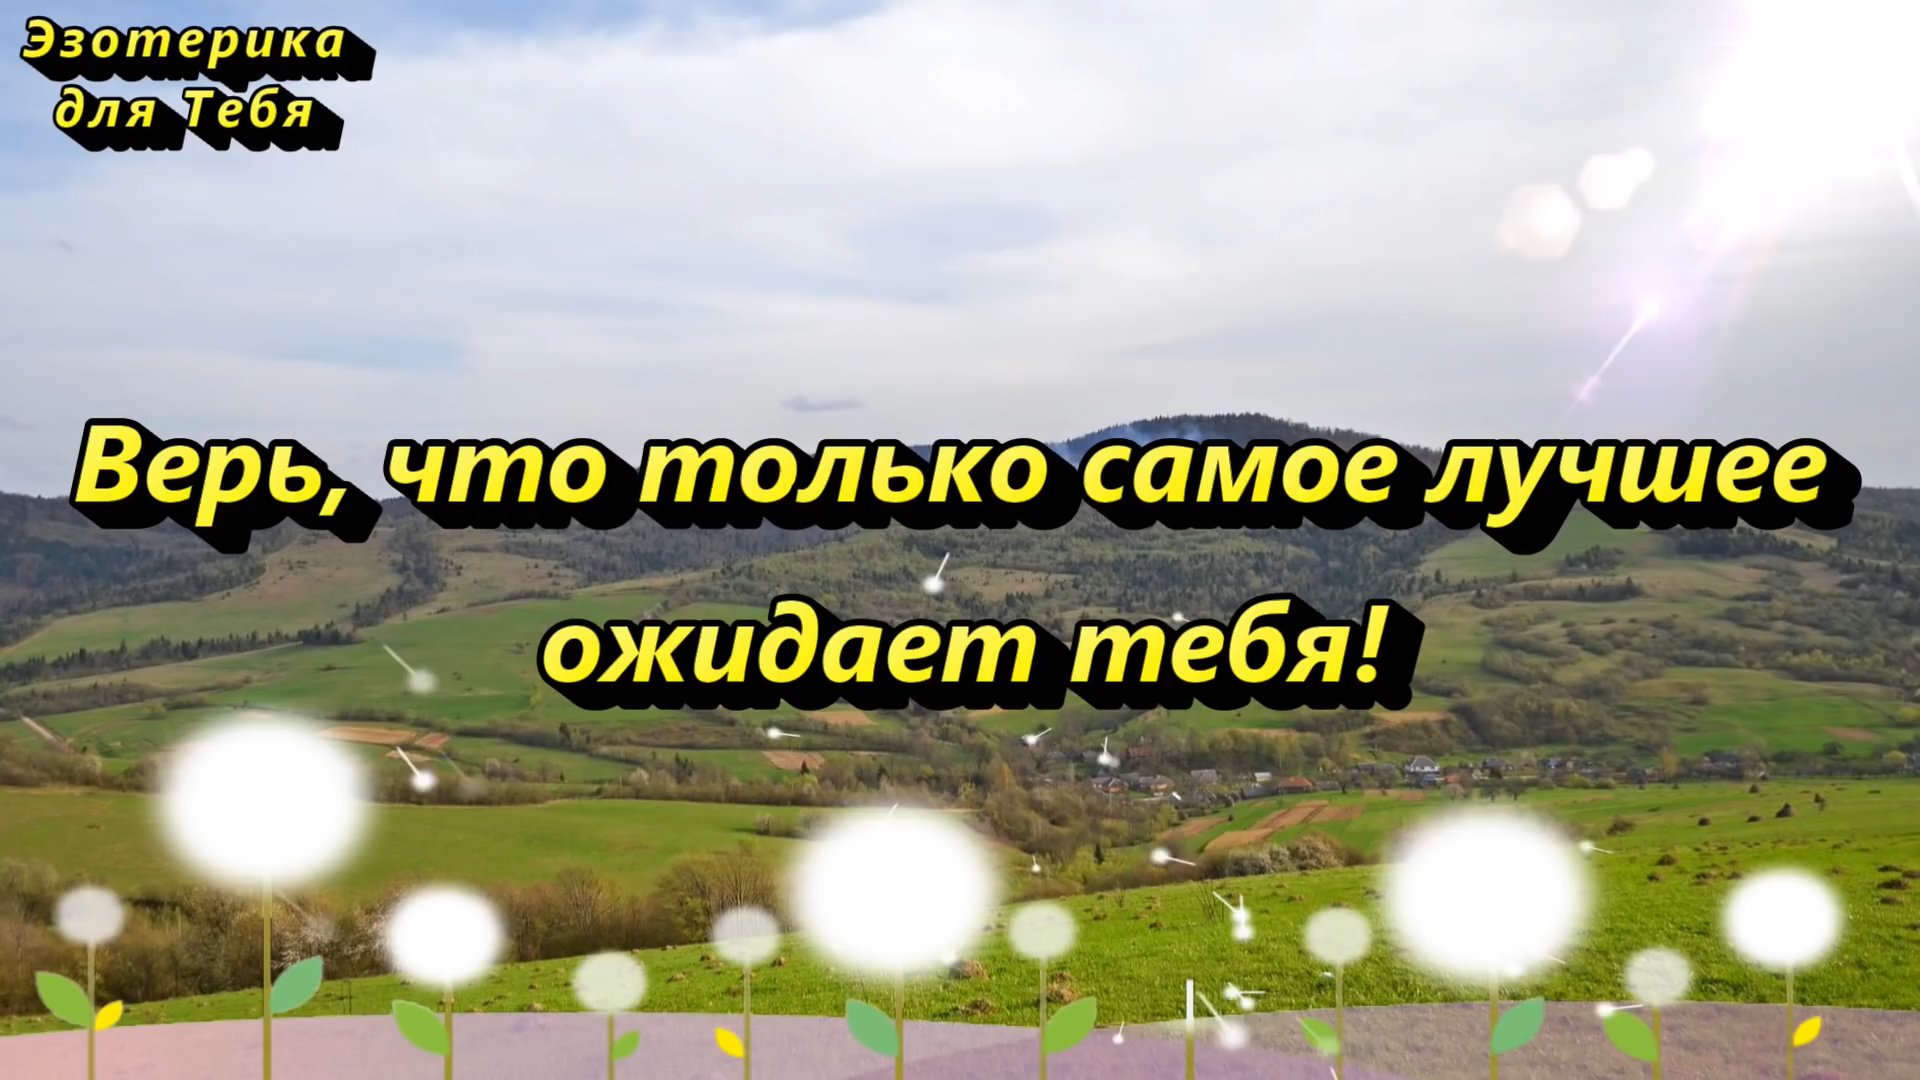 Эзотерика
для Тебя
Верь, что только самое лучшее
ожидает тебя!